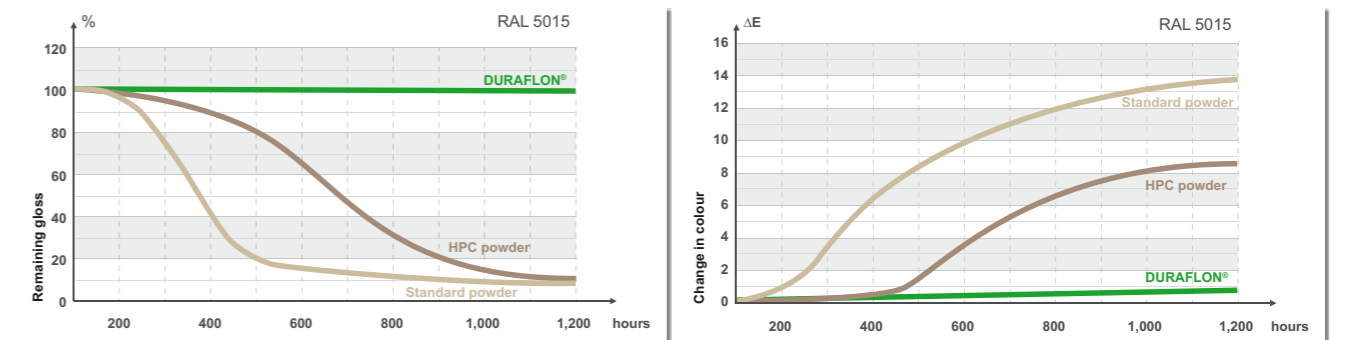 %
RAL 5015
120
100
80
60
40
20
0
Remaining gloss
DURAFLON®
HPC powder
Standard powder
200 400 600 800 1,000 1,200 hours
ΔE
RAL 5015
16
14
12
10
8
6
4
2
0
Change in colour
Standard powder
HPC powder
DURAFLON®
200 400 600 800 1,000 1,200 hours